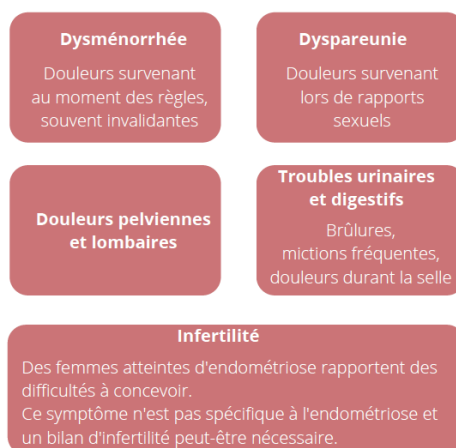 Dysménorrhée
Douleurs survenant
au moment des règles,
souvent invalidantes
Dyspareunie
Douleurs survenant
lors de rapports
sexuels
Douleurs pelviennes
et lombaires
Troubles urinaires
et digestifs
Brûlures,
mictions fréquentes,
douleurs durant la selle
Infertilité
Des femmes atteintes d'endométriose rapportent des
difficultés à concevoir.
Ce symptôme n'est pas spécifique à l'endométriose et
un bilan d'infertilité peut-être nécessaire.